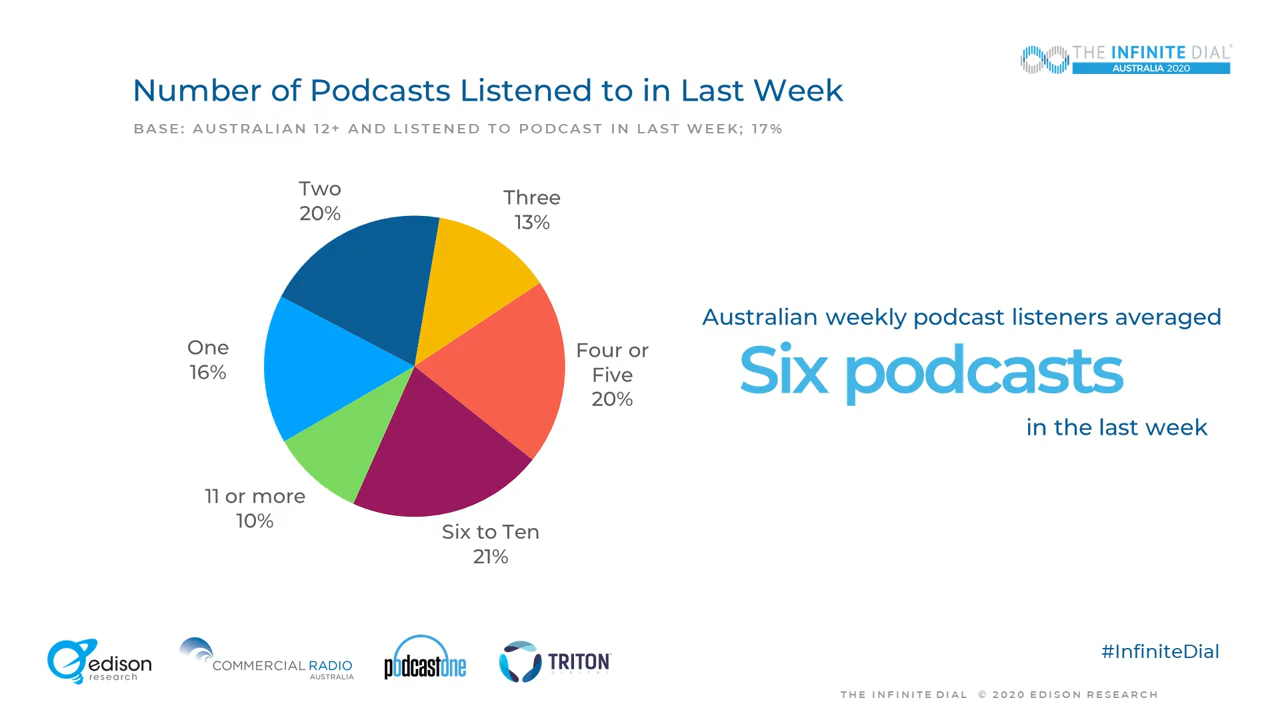 THE INFINITE DIAL®
AUSTRALIA 2020
Number of Podcasts Listened to in Last Week
BASE: AUSTRALIAN 12+ AND LISTENED TO PODCAST IN LAST WEEK; 17%
Two
20%
Three
13%
Four or
Five
20%
One
16%
11 or more
10%
Six to Ten
21%
Australian weekly podcast listeners averaged
Six podcasts
in the last week
edison
research
COMMERCIAL RADIO
AUSTRALIA
podcastone
TRITON
DIGITAL
#InfiniteDial
THE INFINITE DIAL © 2020 EDISON RESEARCH